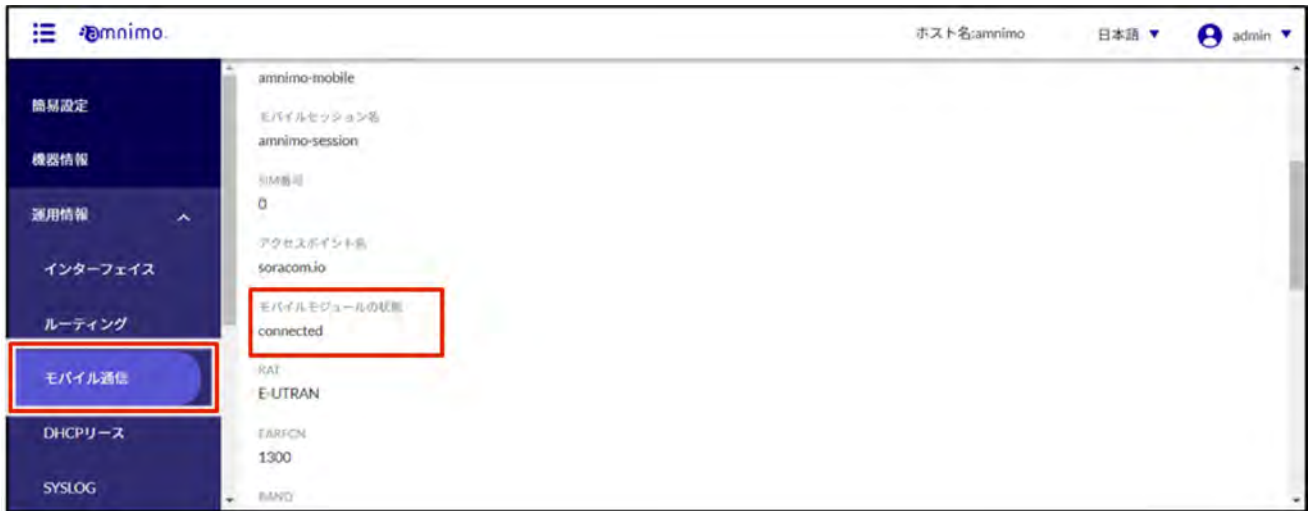 amnimo
ホスト名:amnimo
日本語 ▼
admin ▼
簡易設定
機器情報
運用情報
インターフェイス
ルーティング
モバイル通信
DHCPリース
SYSLOG
amnimo-mobile
モバイルセッション名
amnimo-session
SIM番号
0
アクセスポイント名
soracom.io
モバイルモジュールの状態
connected
RAT
E-UTRAN
EARFCN
1300
BAND